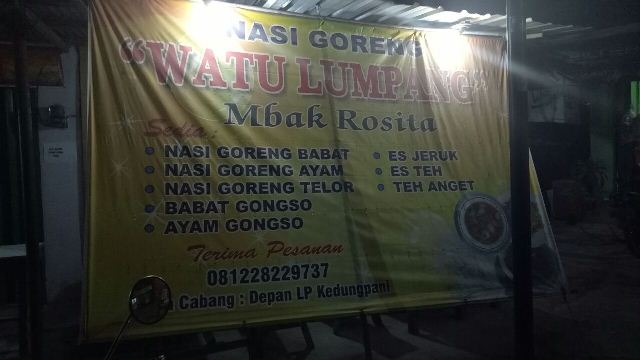 NASI GORENG
"WATU LUMPANG"
Mbak Rosita
Sedia :
• NASI GORENG BABAT
• NASI GORENG AYAM
• NASI GORENG TELOR
• BABAT GONGSO
• AYAM GONGSO
• ES JERUK
• ES TEH
• TEH ANGET
Terima Pesanan
081228229737
Cabang : Depan LP Kedungpani